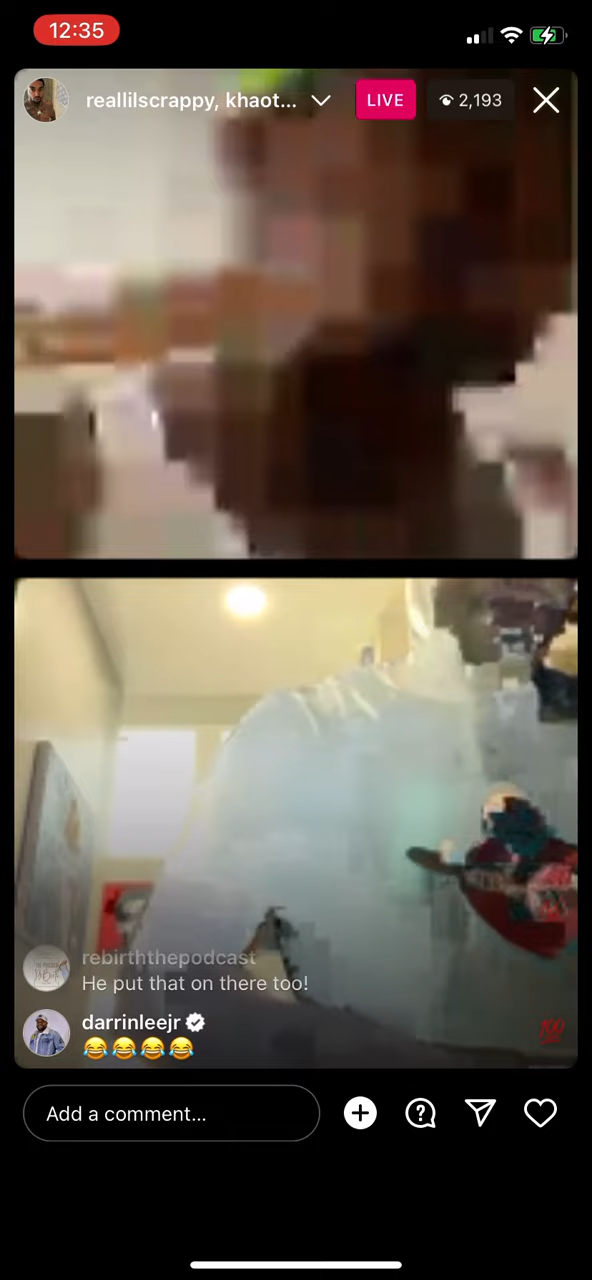 12:35
reallilscrappy, khaot...
LIVE
2,193
rebirththepodcast
He put that on there too!
darrinleejr
😂😂😂😂
Add a comment...